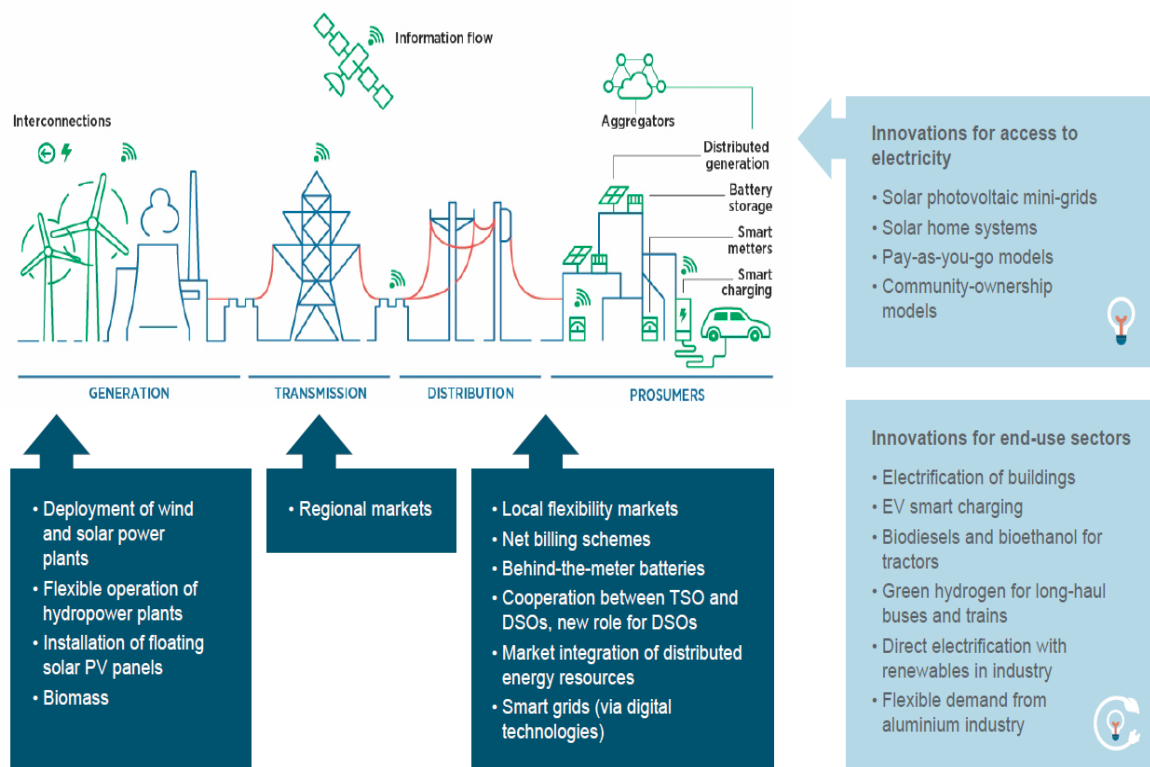 Information flow
Interconnections
Aggregators
Distributed
generation
Battery
storage
Smart
metters
Smart
charging
GENERATION
TRANSMISSION
DISTRIBUTION
PROSUMERS
• Deployment of wind
and solar power
plants
• Flexible operation of
hydropower plants
• Installation of floating
solar PV panels
• Biomass
• Regional markets
• Local flexibility markets
• Net billing schemes
• Behind-the-meter batteries
• Cooperation between TSO and
DSOs, new role for DSOs
• Market integration of distributed
energy resources
• Smart grids (via digital
technologies)
Innovations for access to
electricity
• Solar photovoltaic mini-grids
• Solar home systems
• Pay-as-you-go models
• Community-ownership
models
Innovations for end-use sectors
• Electrification of buildings
• EV smart charging
• Biodiesels and bioethanol for
tractors
• Green hydrogen for long-haul
buses and trains
• Direct electrification with
renewables in industry
• Flexible demand from
aluminium industry